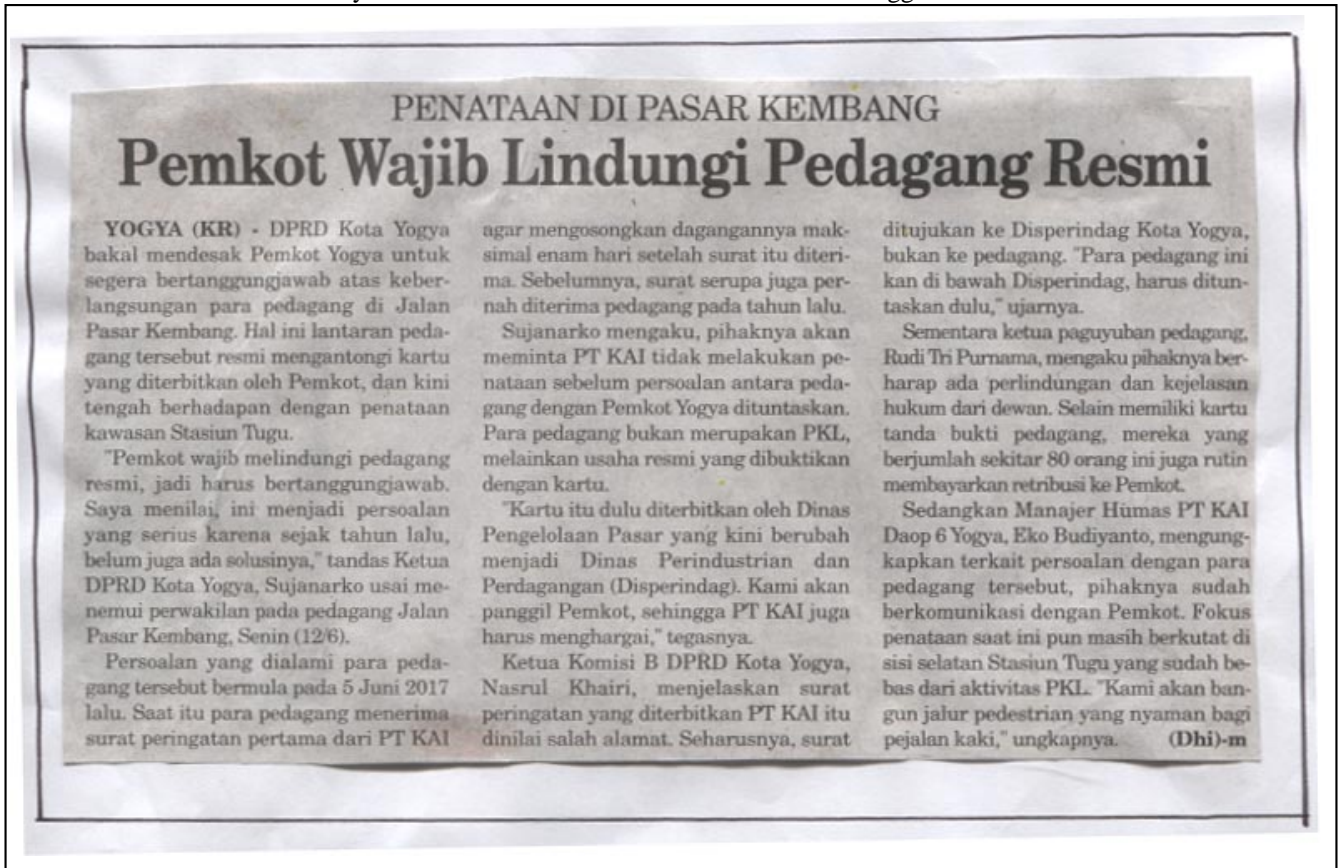 PENATAAN DI PASAR KEMBANG
Pemkot Wajib Lindungi Pedagang Resmi
YOGYA (KR) - DPRD Kota Yogya
bakal mendesak Pemkot Yogya untuk
segera bertanggungjawab atas keber-
langsungan para pedagang di Jalan
Pasar Kembang. Hal ini lantaran peda-
gang tersebut resmi mengantongi kartu
yang diterbitkan oleh Pemkot, dan kini
tengah berhadapan dengan penataan
kawasan Stasiun Tugu.
"Pemkot wajib melindungi pedagang
resmi, jadi harus bertanggungjawab.
Saya menilai, ini menjadi persoalan
yang serius karena sejak tahun lalu,
belum juga ada solusinya," tandas Ketua
DPRD Kota Yogya, Sujanarko usai me-
nemui perwakilan pada pedagang Jalan
Pasar Kembang, Senin (12/6).
Persoalan yang dialami para peda-
gang tersebut bermula pada 5 Juni 2017
lalu. Saat itu para pedagang menerima
surat peringatan pertama dari PT KAI
agar mengosongkan dagangannya mak-
simal enam hari setelah surat itu diteri-
ma. Sebelumnya, surat serupa juga per-
nah diterima pedagang pada tahun lalu.
Sujanarko mengaku, pihaknya akan
meminta PT KAI tidak melakukan pe-
nataan sebelum persoalan antara peda-
gang dengan Pemkot Yogya dituntaskan.
Para pedagang bukan merupakan PKL,
melainkan usaha resmi yang dibuktikan
dengan kartu.
"Kartu itu dulu diterbitkan oleh Dinas
Pengelolaan Pasar yang kini berubah
menjadi Dinas Perindustrian dan
Perdagangan (Disperindag). Kami akan
panggil Pemkot, sehingga PT KAI juga
harus menghargai," tegasnya.
Ketua Komisi B DPRD Kota Yogya,
Nasrul Khairi, menjelaskan surat
peringatan yang diterbitkan PT KAI itu
dinilai salah alamat. Seharusnya, surat
ditujukan ke Disperindag Kota Yogya,
bukan ke pedagang. "Para pedagang ini
kan di bawah Disperindag, harus ditun-
taskan dulu," ujarnya.
Sementara ketua paguyuban pedagang,
Rudi Tri Purnama, mengaku pihaknya ber-
harap ada perlindungan dan kejelasan
hukum dari dewan. Selain memiliki kartu
tanda bukti pedagang, mereka yang
berjumlah sekitar 80 orang ini juga rutin
membayarkan retribusi ke Pemkot.
Sedangkan Manajer Humas PT KAI
Daop 6 Yogya, Eko Budiyanto, mengung-
kapkan terkait persoalan dengan para
pedagang tersebut, pihaknya sudah
berkomunikasi dengan Pemkot. Fokus
penataan saat ini pun masih berkutat di
sisi selatan Stasiun Tugu yang sudah be-
bas dari aktivitas PKL. "Kami akan ban-
gun jalur pedestrian yang nyaman bagi
pejalan kaki," ungkapnya. (Dhi)-m